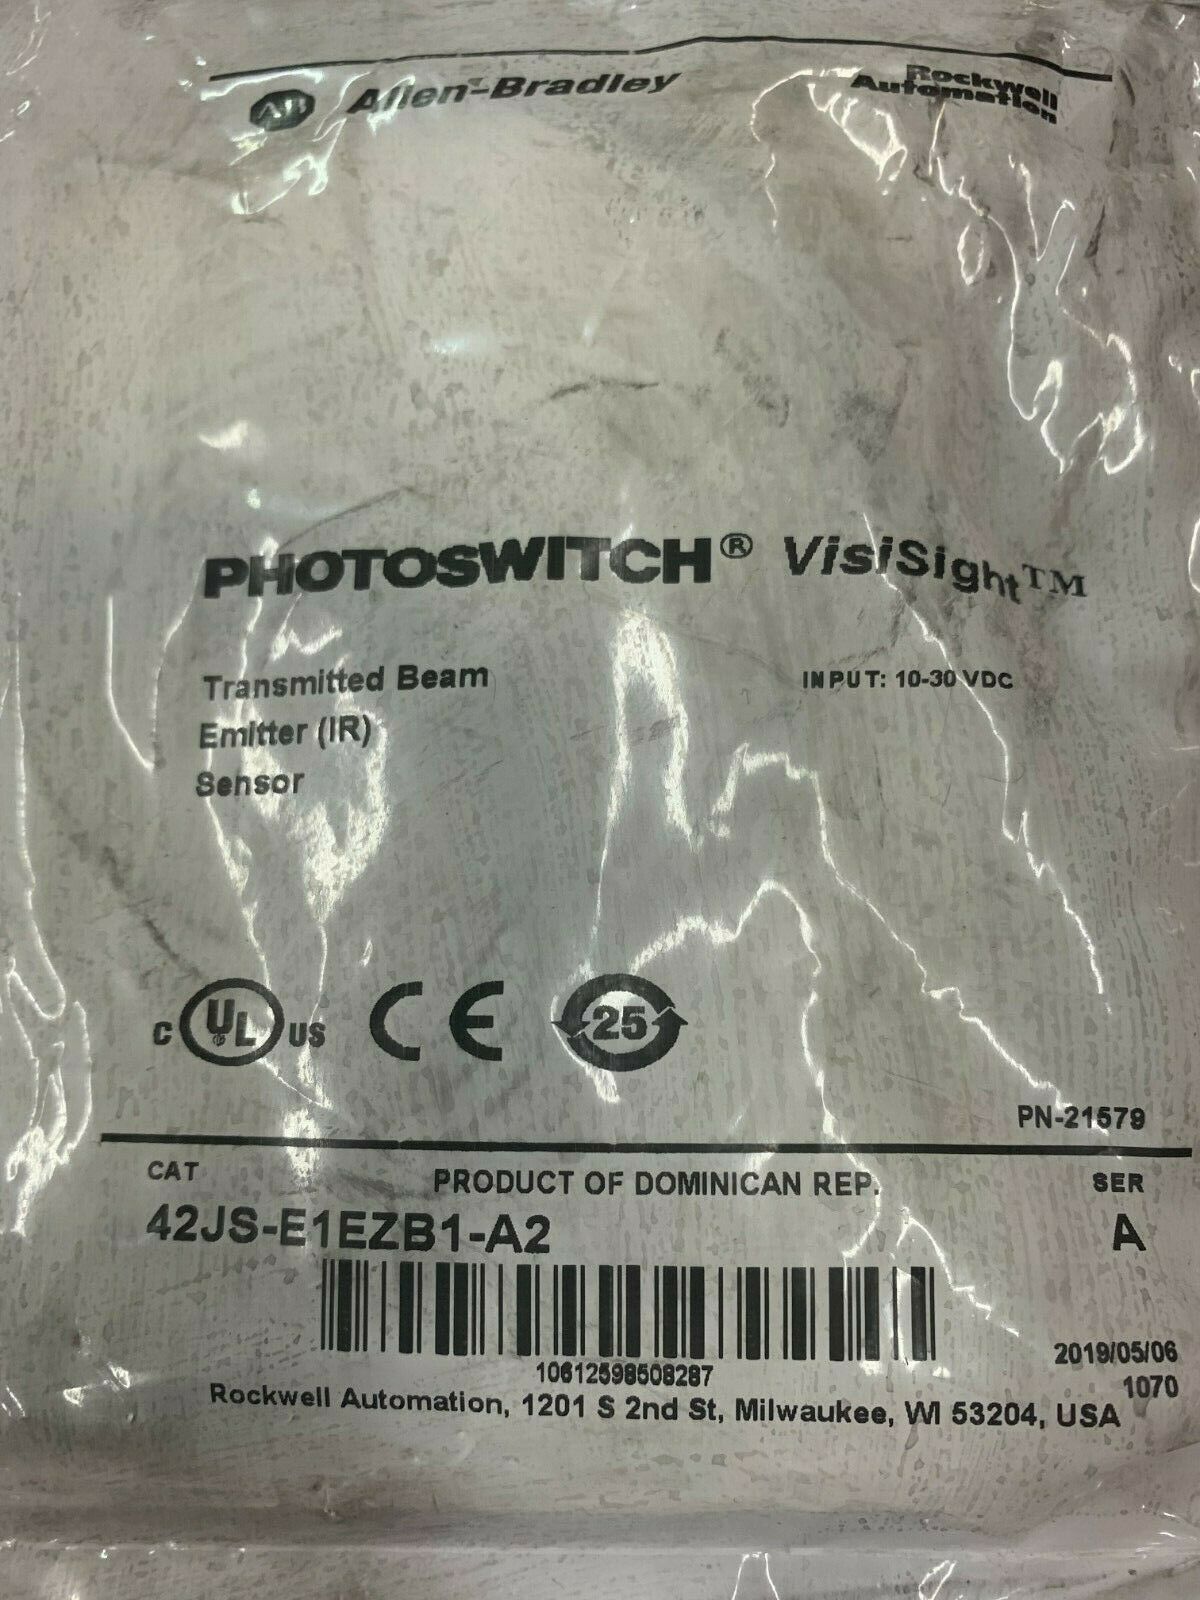 AB Allen-Bradley
Rockwell
Automation
PHOTOSWITCH® VisiSight™
Transmitted Beam
INPUT: 10-30 VDC
Emitter (IR)
Sensor
C UL US CE 25
PN-21579
CAT
PRODUCT OF DOMINICAN REP.
SER
42JS-E1EZB1-A2
A
10612598508287
2019/05/06
1070
Rockwell Automation, 1201 S 2nd St, Milwaukee, WI 53204, USA